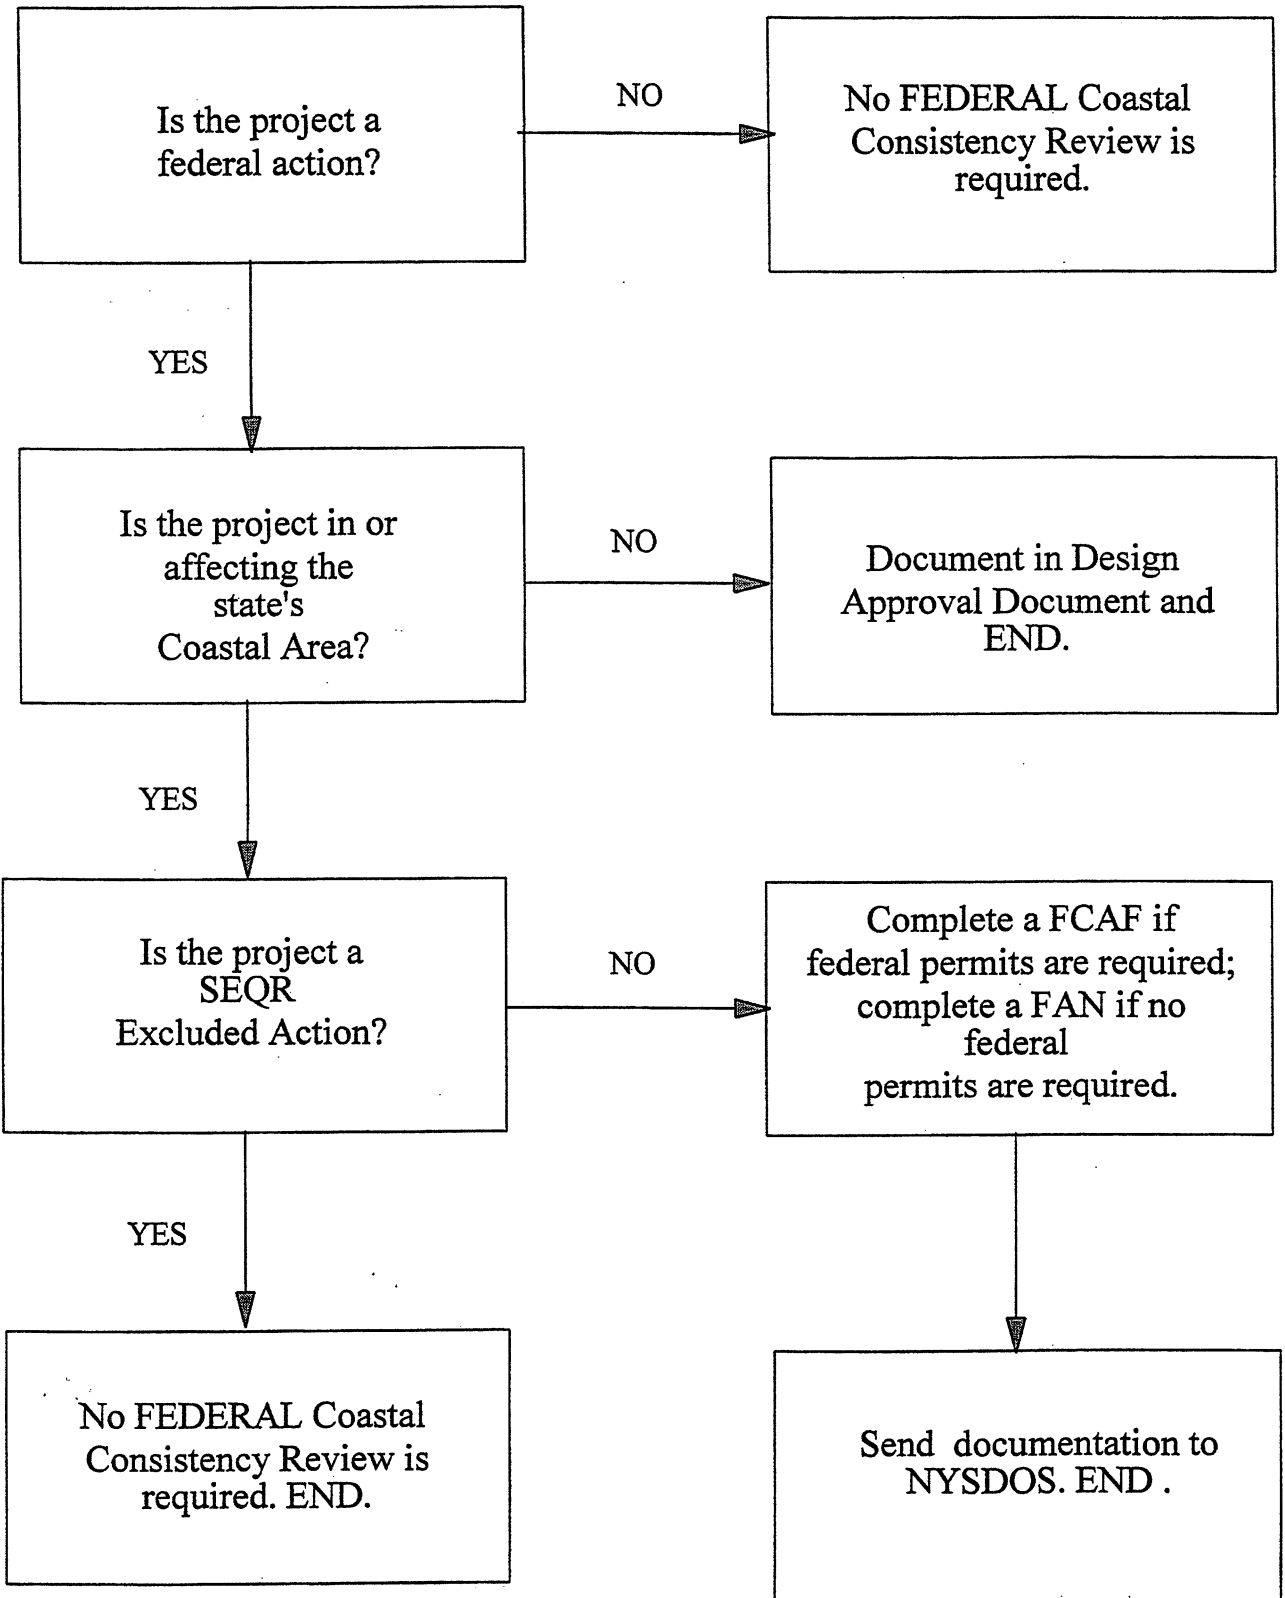 Is the project a
federal action?
NO
No FEDERAL Coastal
Consistency Review is
required.
YES
Is the project in or
affecting the
state's
Coastal Area?
NO
Document in Design
Approval Document and
END.
YES
Is the project a
SEQR
Excluded Action?
NO
Complete a FCAF if
federal permits are required;
complete a FAN if no
federal
permits are required.
YES
No FEDERAL Coastal
Consistency Review is
required. END.
Send documentation to
NYSDOS. END .